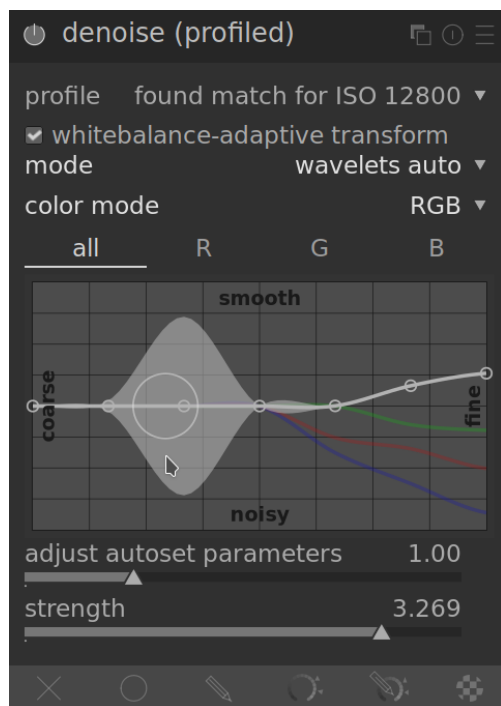 denoise (profiled)
profile found match for ISO 12800
whitebalance-adaptive transform
mode wavelets auto
color mode RGB
all R G B
smooth
coarse
fine
noisy
adjust autoset parameters 1.00
strength 3.269